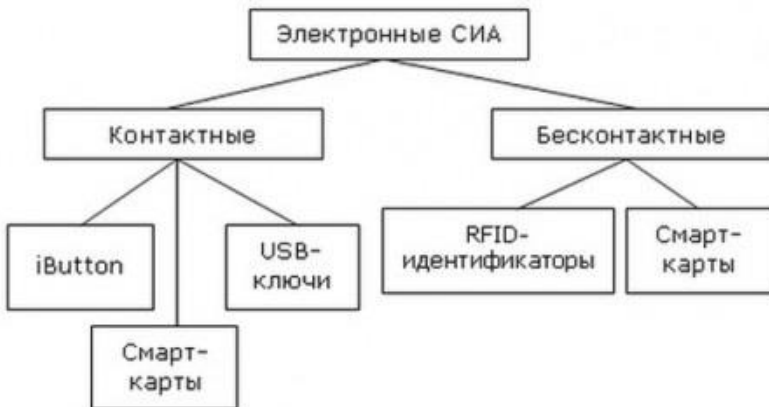 Электронные СИА
Контактные
Бесконтактные
iButton
USB-
ключи
RFID-
идентификаторы
Смарт-
карты
Смарт-
карты